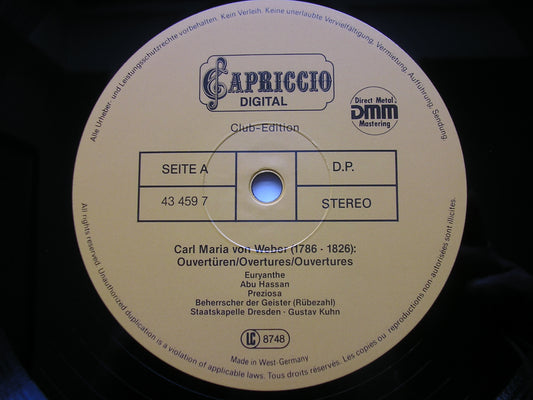 Alle Urheber- und Leistungsschutzrechte vorbehalten. Kein Verleih. Keine unerlaubte Vervielfältigung, Vermietung, Aufführung, Sendung.
CAPRICCIO
DIGITAL
Direct Metal
DMM
Mastering
Club-Edition
SEITE A
D.P.
43 459 7
STEREO
Carl Maria von Weber (1786 - 1826):
Ouvertüren/Overtures/Ouvertures
Euryanthe
Abu Hassan
Preziosa
Beherrscher der Geister (Rübezahl)
Staatskapelle Dresden · Gustav Kuhn
LC 8748
Made in West-Germany
All rights reserved. Unauthorized duplication is a violation of applicable laws. Tous droits réservés. Les copies ou reproductions non autorisées sont illicites.